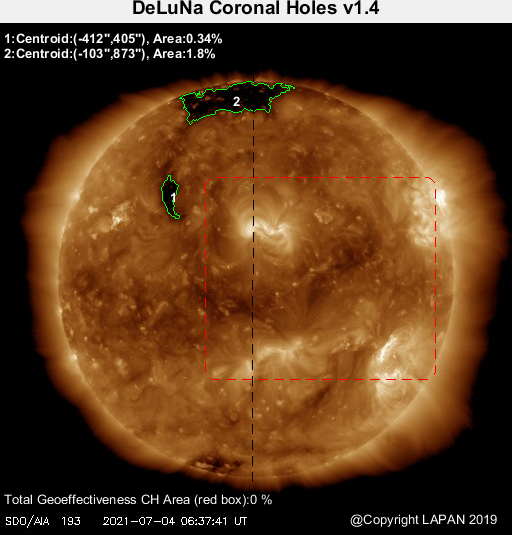 DeLuNa Coronal Holes v1.4
1:Centroid:(-412",405"), Area:0.34%
2:Centroid:(-103",873"), Area:1.8%
2
1
Total Geoeffectiveness CH Area (red box):0 %
SDO/AIA 193 2021-07-04 06:37:41 UT
@Copyright LAPAN 2019